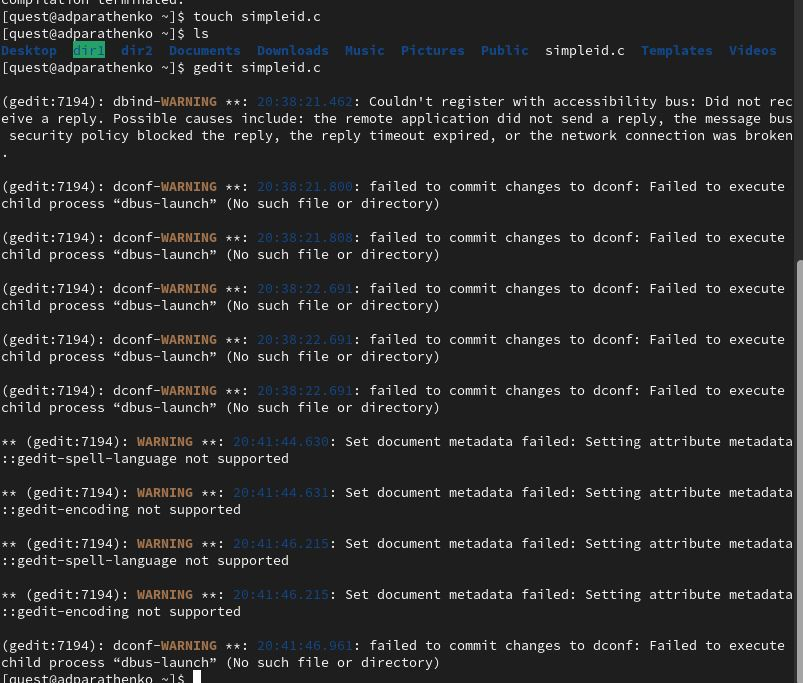 compilation terminated.
[quest@adparathenko ~]$ touch simpleid.c
[quest@adparathenko ~]$ ls
Desktop dir1 dir2 Documents Downloads Music Pictures Public simpleid.c Templates Videos
[quest@adparathenko ~]$ gedit simpleid.c
(gedit:7194): dbind-WARNING **: 20:38:21.462: Couldn't register with accessibility bus: Did not rec
eive a reply. Possible causes include: the remote application did not send a reply, the message bus
security policy blocked the reply, the reply timeout expired, or the network connection was broken
.
(gedit:7194): dconf-WARNING **: 20:38:21.800: failed to commit changes to dconf: Failed to execute
child process “dbus-launch” (No such file or directory)
(gedit:7194): dconf-WARNING **: 20:38:21.808: failed to commit changes to dconf: Failed to execute
child process “dbus-launch” (No such file or directory)
(gedit:7194): dconf-WARNING **: 20:38:22.691: failed to commit changes to dconf: Failed to execute
child process “dbus-launch” (No such file or directory)
(gedit:7194): dconf-WARNING **: 20:38:22.691: failed to commit changes to dconf: Failed to execute
child process “dbus-launch” (No such file or directory)
(gedit:7194): dconf-WARNING **: 20:38:22.691: failed to commit changes to dconf: Failed to execute
child process “dbus-launch” (No such file or directory)
** (gedit:7194): WARNING **: 20:41:44.630: Set document metadata failed: Setting attribute metadata
::gedit-spell-language not supported
** (gedit:7194): WARNING **: 20:41:44.631: Set document metadata failed: Setting attribute metadata
::gedit-encoding not supported
** (gedit:7194): WARNING **: 20:41:46.215: Set document metadata failed: Setting attribute metadata
::gedit-spell-language not supported
** (gedit:7194): WARNING **: 20:41:46.215: Set document metadata failed: Setting attribute metadata
::gedit-encoding not supported
(gedit:7194): dconf-WARNING **: 20:41:46.961: failed to commit changes to dconf: Failed to execute
child process “dbus-launch” (No such file or directory)
[quest@adparathenko ~]$